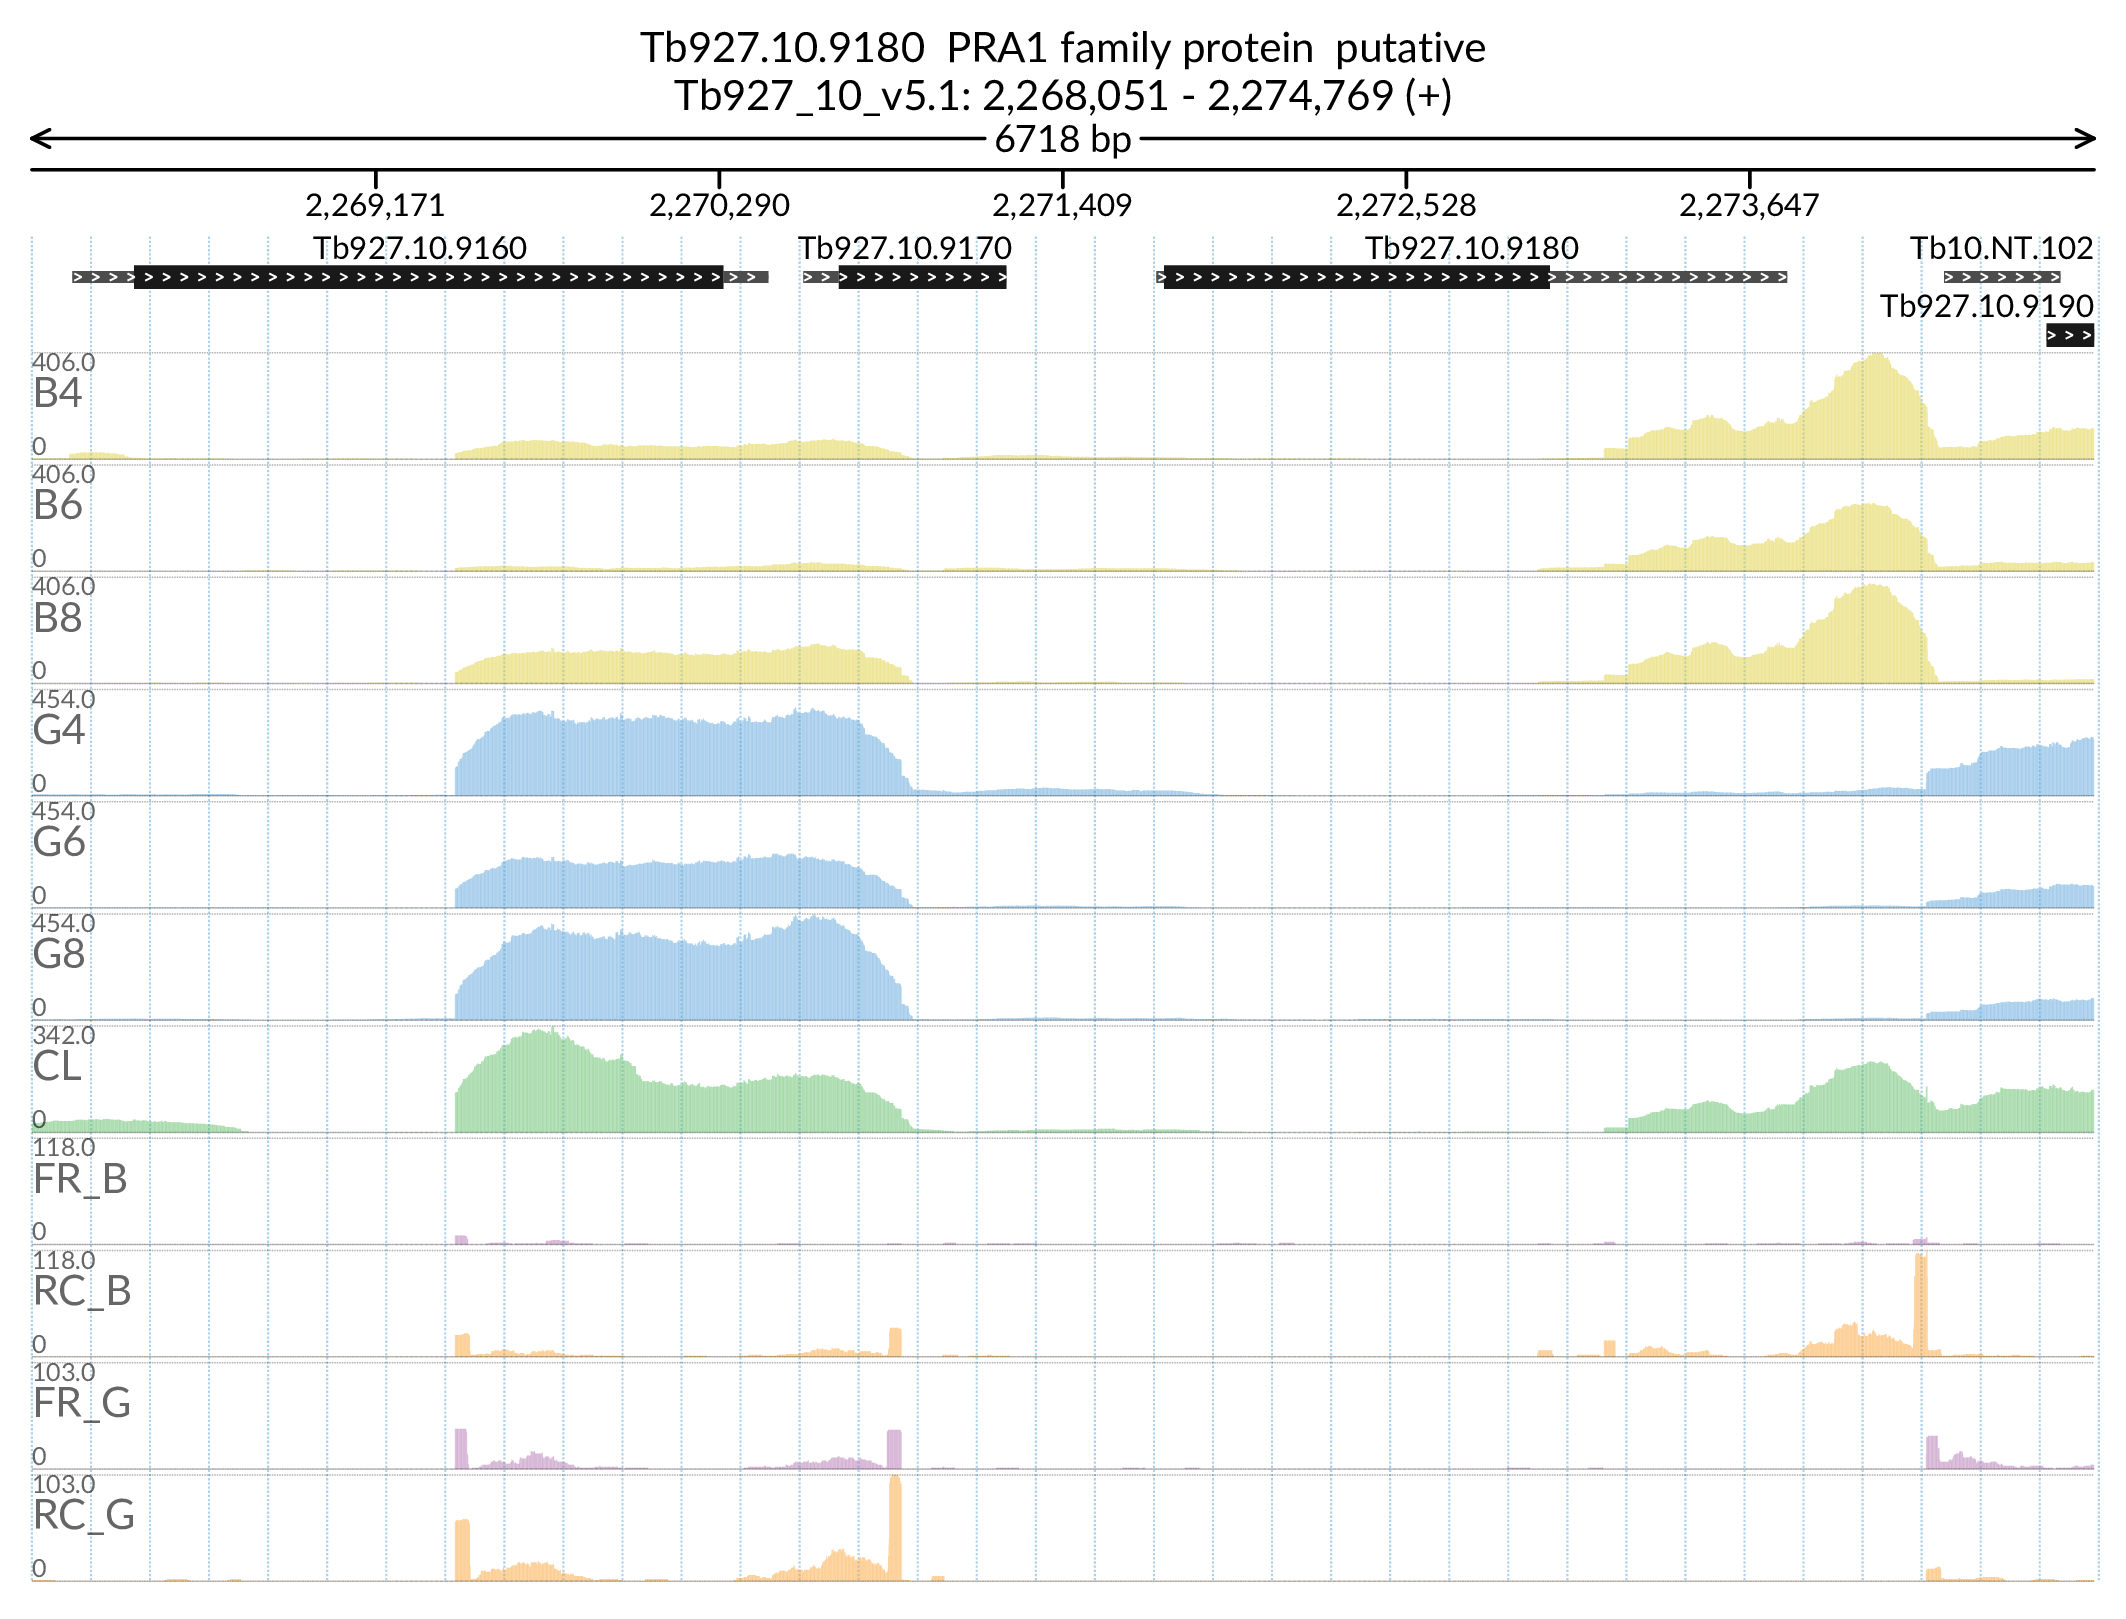 Tb927.10.9180  PRA1 family protein  putative
Tb927_10_v5.1: 2,268,051 - 2,274,769 (+)
6718 bp
2,269,171 2,270,290 2,271,409 2,272,528 2,273,647
Tb927.10.9160 Tb927.10.9170 Tb927.10.9180 Tb10.NT.102
Tb927.10.9190
406.0
B4
0
406.0
B6
0
406.0
B8
0
454.0
G4
0
454.0
G6
0
454.0
G8
0
342.0
CL
0
118.0
FR_B
0
118.0
RC_B
0
103.0
FR_G
0
103.0
RC_G
0